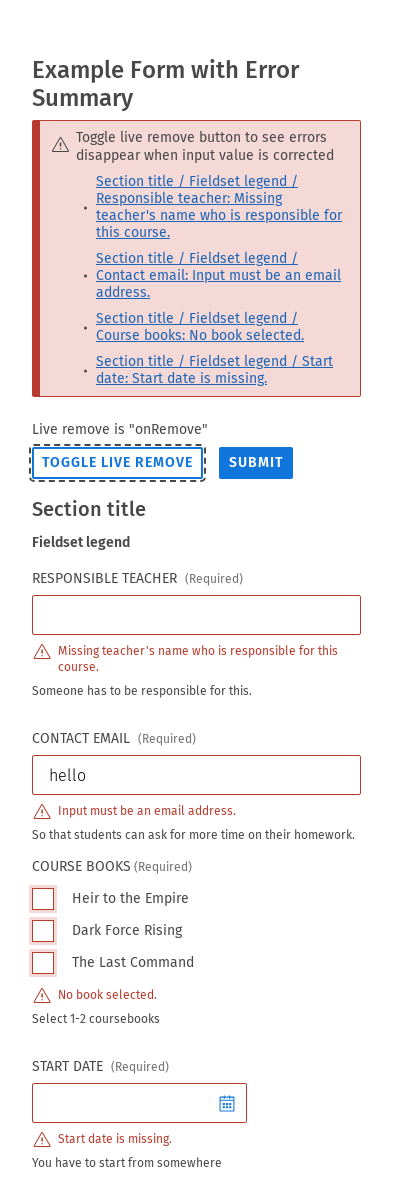 Example Form with Error
Summary
Toggle live remove button to see errors
disappear when input value is corrected
Section title / Fieldset legend /
Responsible teacher: Missing
teacher's name who is responsible for
this course.
Section title / Fieldset legend /
Contact email: Input must be an email
address.
Section title / Fieldset legend /
Course books: No book selected.
Section title / Fieldset legend / Start
date: Start date is missing.
Live remove is "onRemove"
TOGGLE LIVE REMOVE SUBMIT
Section title
Fieldset legend
RESPONSIBLE TEACHER (Required)
Missing teacher's name who is responsible for this
course.
Someone has to be responsible for this.
CONTACT EMAIL (Required)
hello
Input must be an email address.
So that students can ask for more time on their homework.
COURSE BOOKS (Required)
Heir to the Empire
Dark Force Rising
The Last Command
No book selected.
Select 1-2 coursebooks
START DATE (Required)
Start date is missing.
You have to start from somewhere